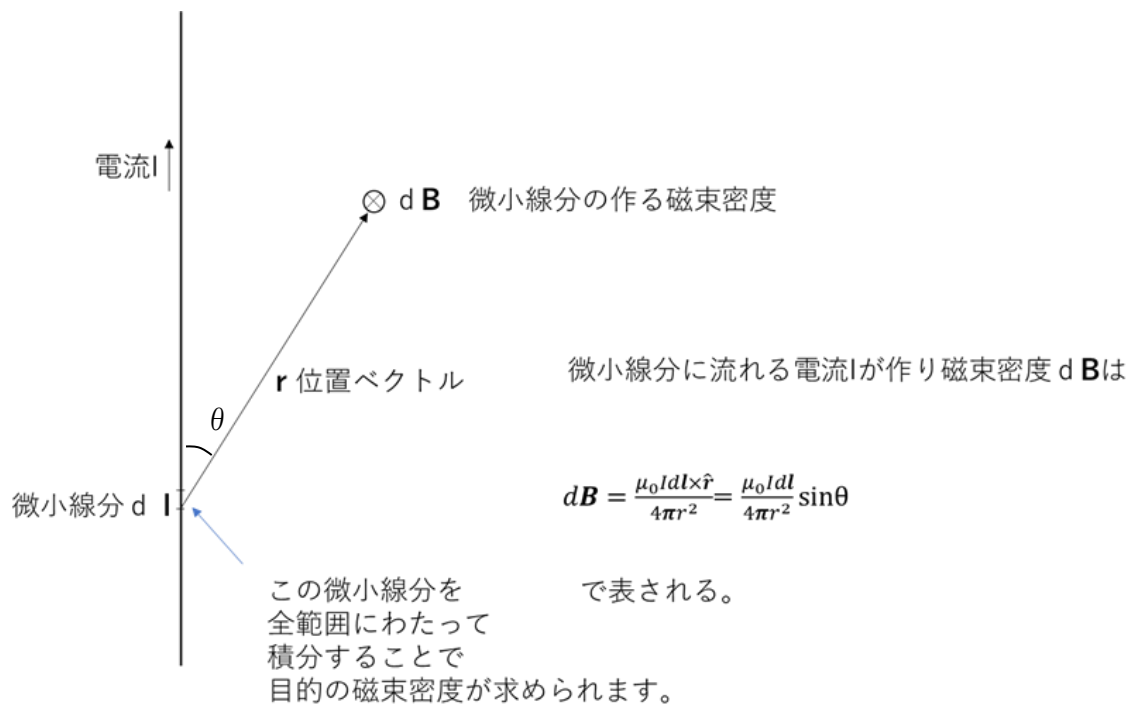 電流I
d B 微小線分の作る磁束密度
r 位置ベクトル
微小線分に流れる電流Iが作り磁束密度d Bは
θ
微小線分d l
dB = μ₀Idl×r̂/4πr² = μ₀Idl/4πr² sinθ
この微小線分を
全範囲にわたって
積分することで
目的の磁束密度が求められます。
で表される。